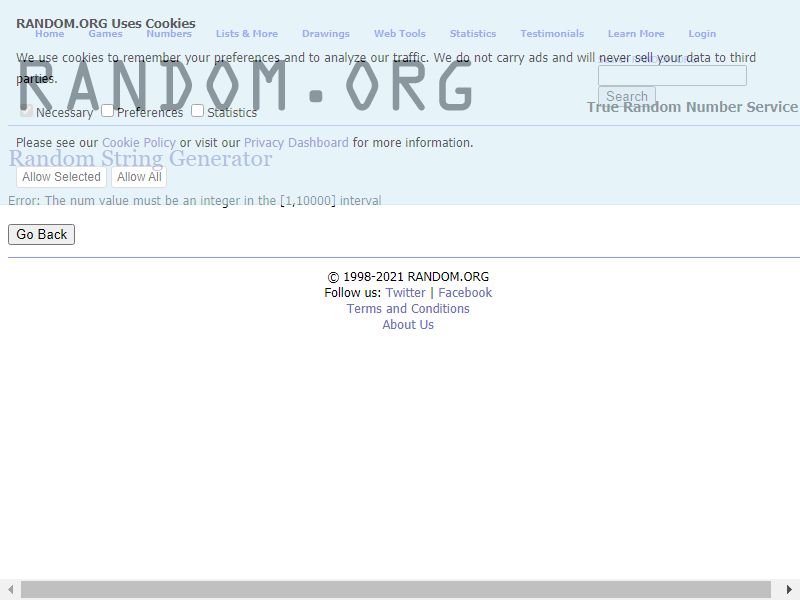 RANDOM.ORG Uses Cookies
Home Games Numbers Lists & More Drawings Web Tools Statistics Testimonials Learn More Login
We use cookies to remember your preferences and to analyze our traffic. We do not carry ads and will never sell your data to third
parties.
RANDOM.ORG
Search
True Random Number Service
Necessary Preferences Statistics
Please see our Cookie Policy or visit our Privacy Dashboard for more information.
Random String Generator
Allow Selected Allow All
Error: The num value must be an integer in the [1,10000] interval
Go Back
© 1998-2021 RANDOM.ORG
Follow us: Twitter | Facebook
Terms and Conditions
About Us